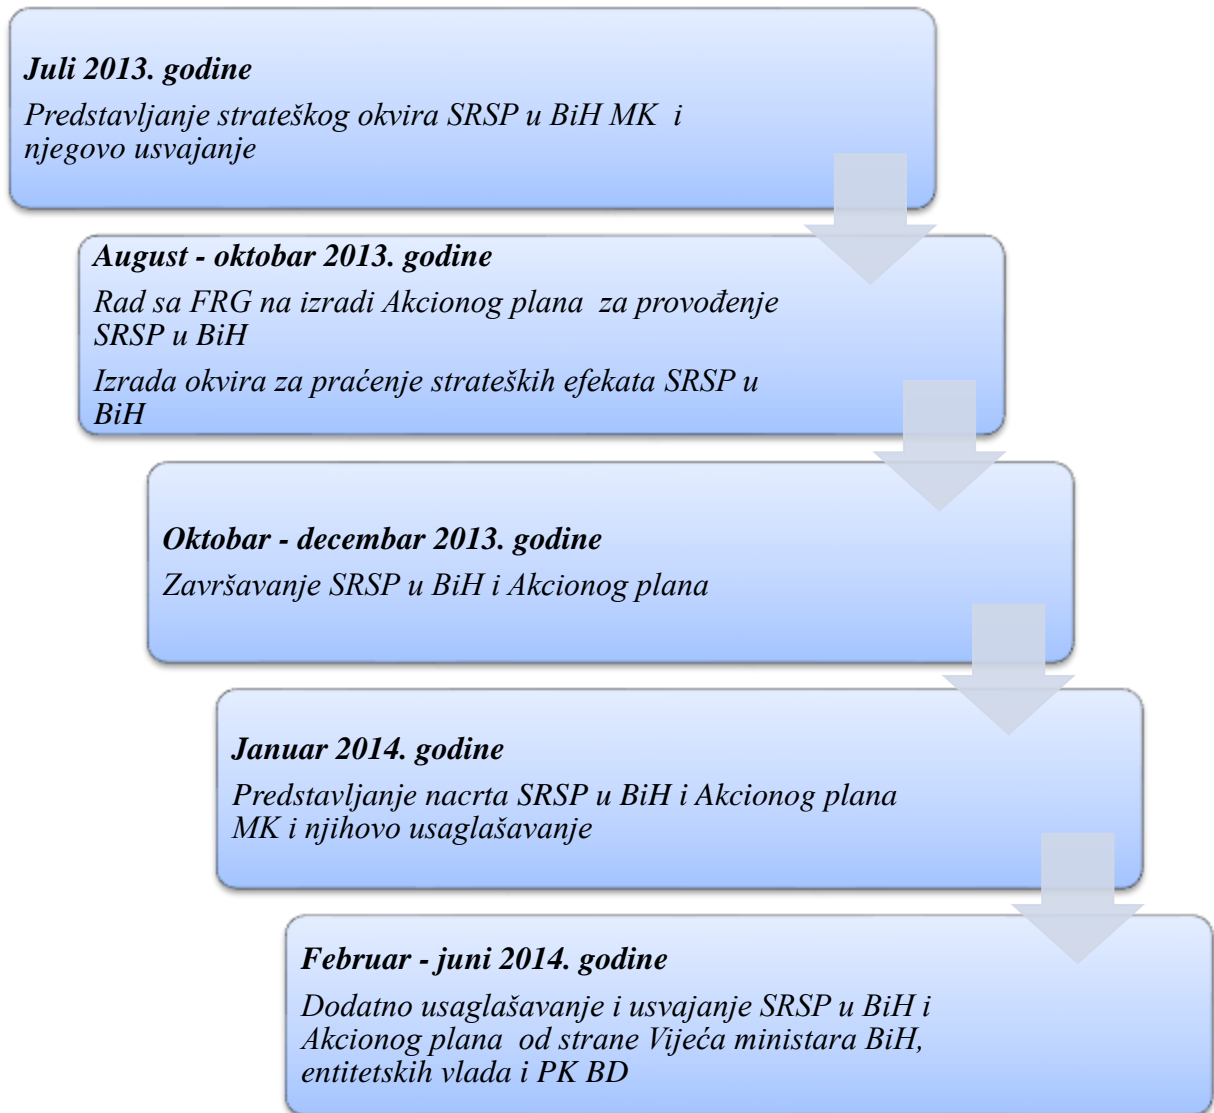 Juli 2013. godine
Predstavljanje strateškog okvira SRSP u BiH MK i
njegovo usvajanje
August - oktobar 2013. godine
Rad sa FRG na izradi Akcionog plana za provođenje
SRSP u BiH
Izrada okvira za praćenje strateških efekata SRSP u
BiH
Oktobar - decembar 2013. godine
Završavanje SRSP u BiH i Akcionog plana
Januar 2014. godine
Predstavljanje nacrta SRSP u BiH i Akcionog plana
MK i njihovo usaglašavanje
Februar - juni 2014. godine
Dodatno usaglašavanje i usvajanje SRSP u BiH i
Akcionog plana od strane Vijeća ministara BiH,
entitetskih vlada i PK BD